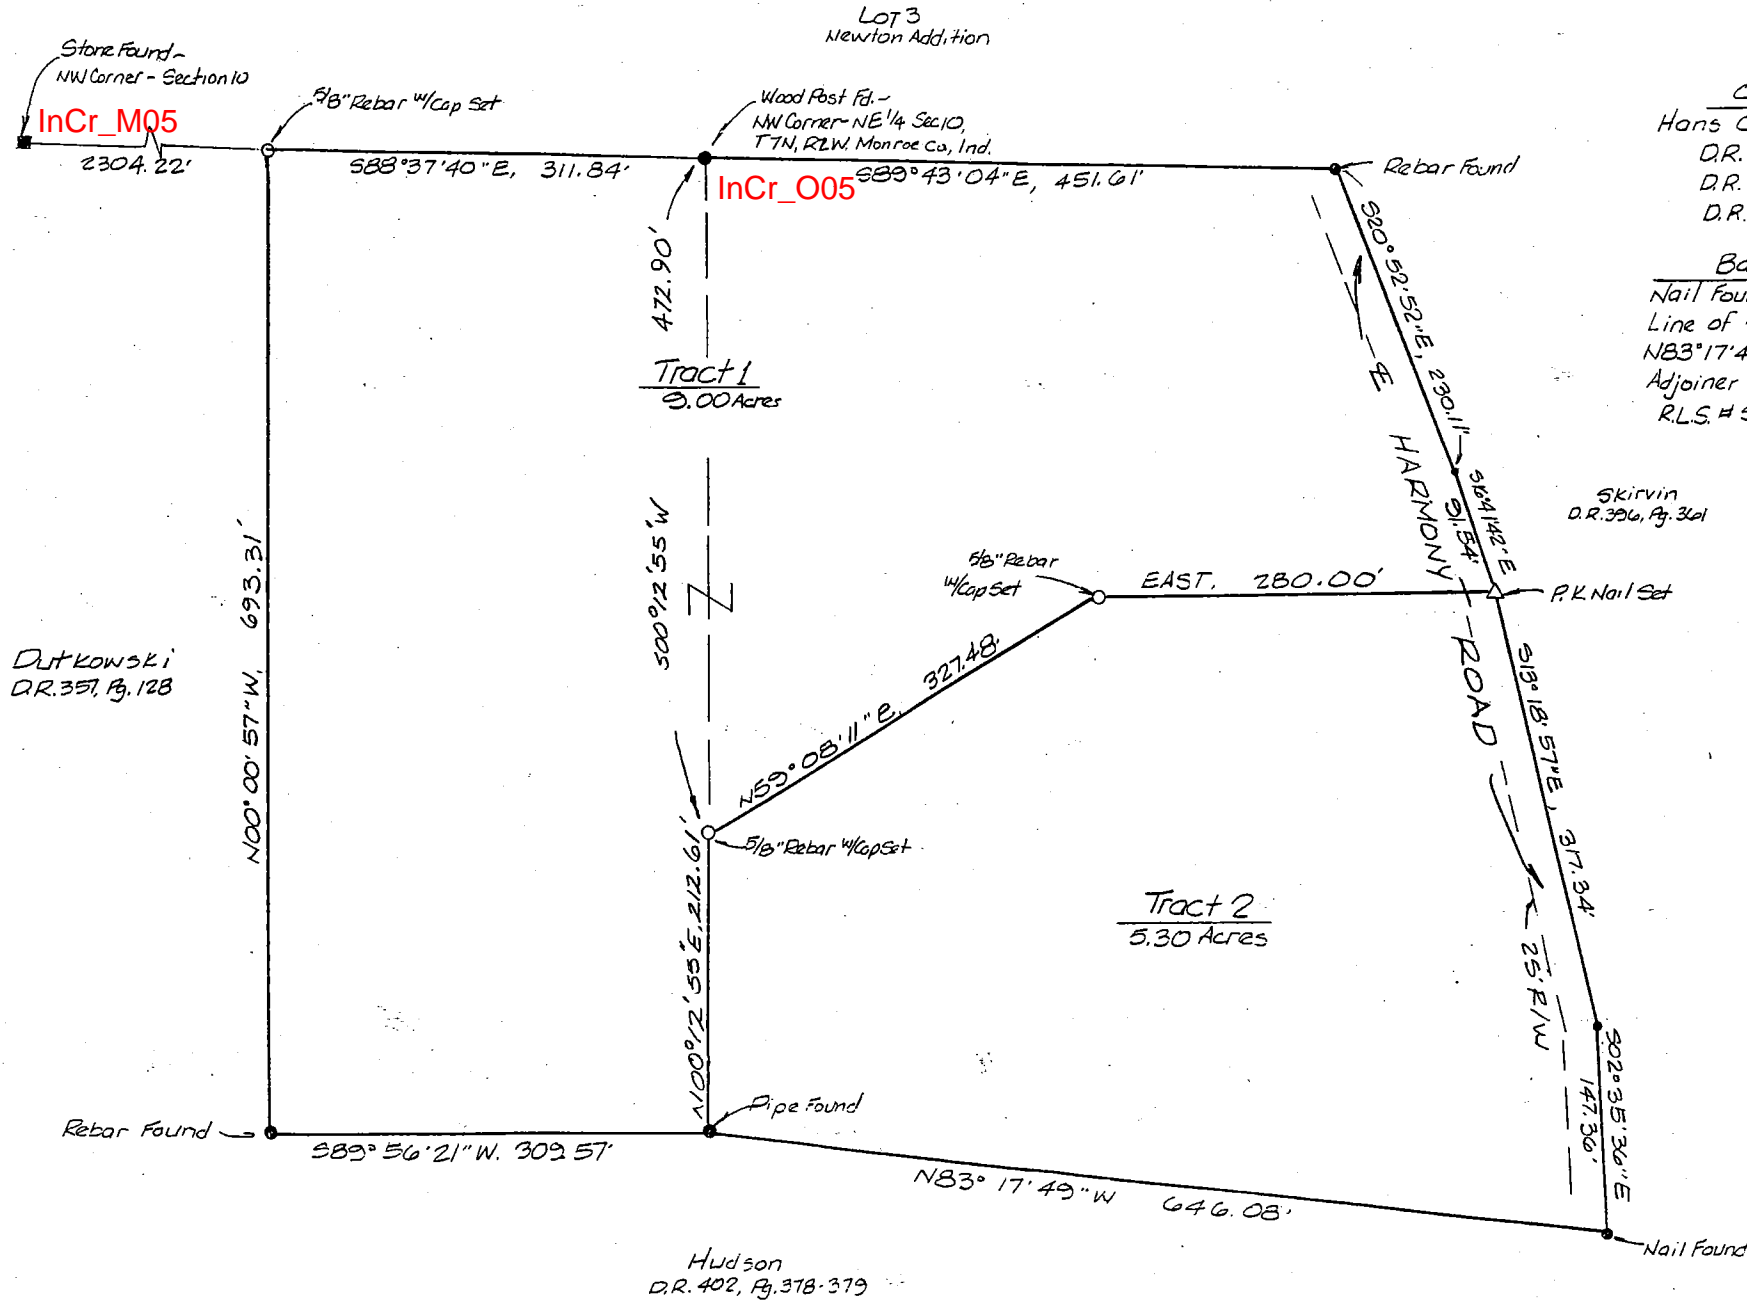 LOT 3
Newton Addition
Stone Found-
NW Corner - Section 10
InCr_M05
2304.22'
5/8" Rebar w/Cap Set
Wood Post Fd.-
NW Corner-NE 1/4 Sec 10,
T7N, R2W. Monroe Co, Ind.
InCr_O05
S88°37'40"E, 311.84'
S89°43'04"E, 451.61'
Rebar Found
Hans
D.R.
D.R.
D.R.
Nail
Line of
N83°17'4
Adjoiner
R.L.S. #
472.90'
S20°52'52"E, 230.11'
Tract 1
9.00 Acres
HARMONY ROAD
S16°41'42"E
91.54'
Skirvin
D.R. 396, Pg. 361
S00°12'55"W
N00°00'57"W, 693.31'
5/8" Rebar
w/Cap Set
EAST, 280.00'
P.K. Nail Set
Dutkowski
D.R. 357, Pg. 128
N59°08'11"E, 327.48'
S13°18'57"E, 317.34'
5/8" Rebar w/Cap Set
Tract 2
5.30 Acres
25' R/W
N100°12'55"E, 212.61'
S02°35'36"E
147.36'
Pipe Found
Rebar Found
S89°56'21"W. 309.57'
N83°17'49"W 646.08'
Nail Found
Hudson
D.R. 402, Pg. 378-379